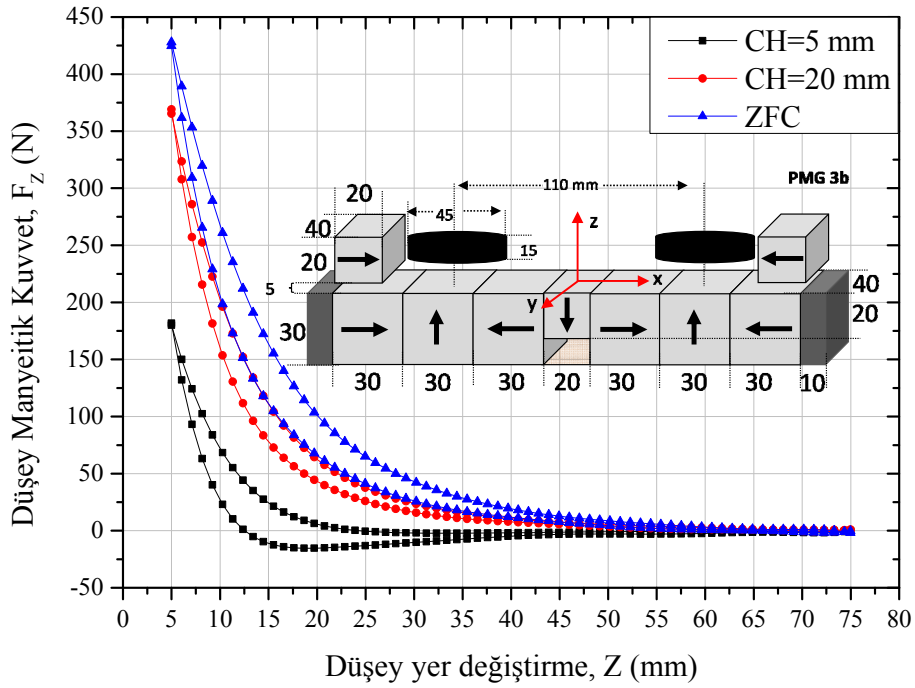 450
400
350
300
250
200
150
100
50
0
-50
Düşey Manyeitik Kuvvet, F_Z (N)
CH=5 mm
CH=20 mm
ZFC
110 mm
PMG 3b
20
40
45
20
15
5
z
x
y
40
20
30
30 30 30 20 30 30 30 10
0 5 10 15 20 25 30 35 40 45 50 55 60 65 70 75 80
Düşey yer değiştirme, Z (mm)